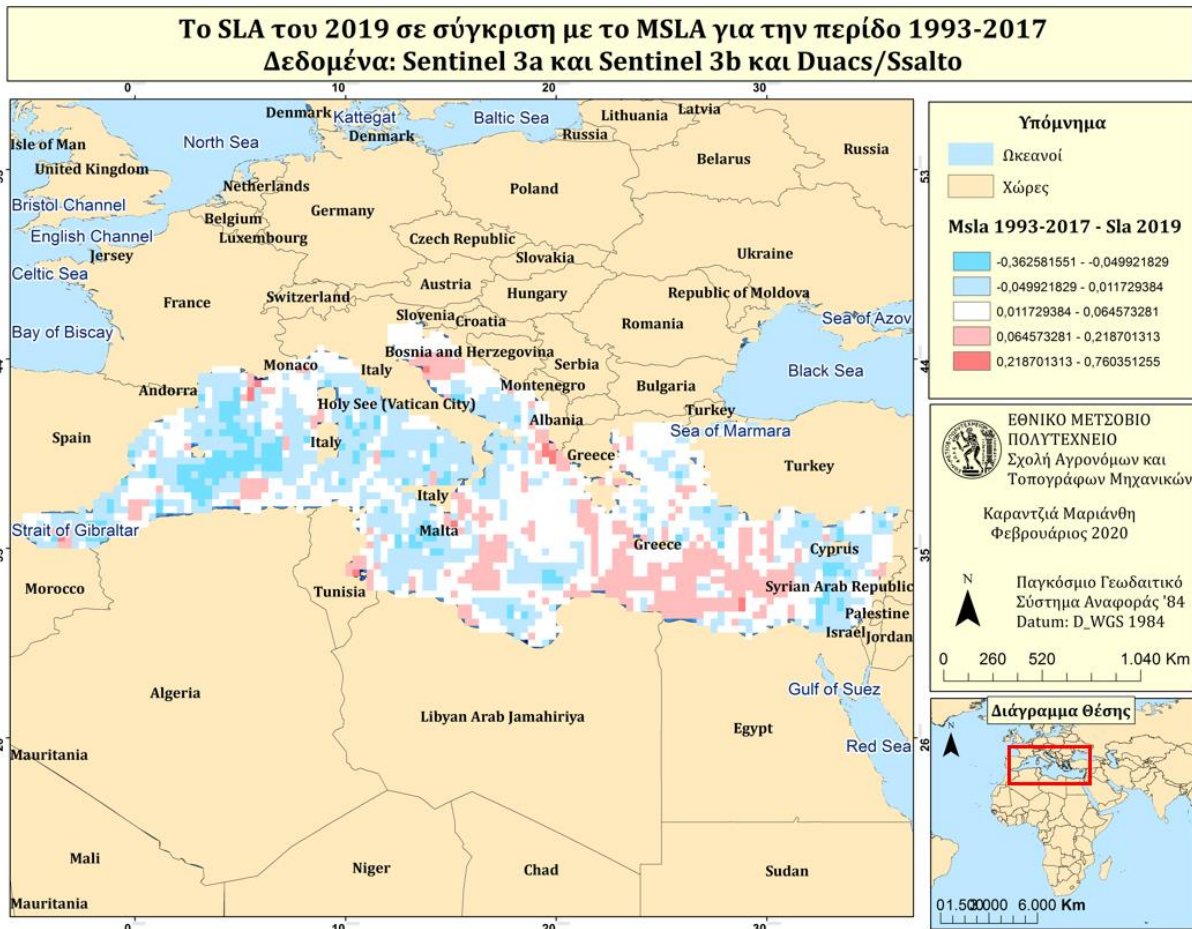 Το SLA του 2019 σε σύγκριση με το MSLA για την περίδο 1993-2017
Δεδομένα: Sentinel 3a και Sentinel 3b και Duacs/Ssalto
0 10 20 30
Denmark
Kattegat
Denmark
Baltic Sea
Lithuania
Latvia
Russia
Russia
Isle of Man
North Sea
United Kingdom
Belarus
53
Netherlands
Poland
Bristol Channel
Belgium
Germany
English Channel
Luxembourg
Czech Republic
Jersey
Slovakia
Ukraine
Celtic Sea
Austria
France
Switzerland
Hungary
Republic of Moldova
Slovenia
Croatia
Romania
Sea of Azov
Bay of Biscay
Bosnia and Herzegovina
Monaco
Italy
Serbia
44
Andorra
Montenegro
Bulgaria
Black Sea
Holy See (Vatican City)
Albania
Turkey
Spain
Italy
Greece
Sea of Marmara
Turkey
Italy
Strait of Gibraltar
Malta
Greece
Cyprus
35
Morocco
Tunisia
Syrian Arab Republic
Palestine
Israel
Jordan
Algeria
Libyan Arab Jamahiriya
Egypt
Gulf of Suez
Red Sea
26
Mauritania
Mali
Niger
Chad
Sudan
Mauritania
0 10 20 30
Υπόμνημα
Ωκεανοί
Χώρες
Msla 1993-2017 - Sla 2019
-0,362581551 - -0,049921829
-0,049921829 - 0,011729384
0,011729384 - 0,064573281
0,064573281 - 0,218701313
0,218701313 - 0,760351255
ΕΘΝΙΚΟ ΜΕΤΣΟΒΙΟ
ΠΟΛΥΤΕΧΝΕΙΟ
Σχολή Αγρονόμων και
Τοπογράφων Μηχανικών
Καραντζιά Μαριάνθη
Φεβρουάριος 2020
N
Παγκόσμιο Γεωδαιτικό
Σύστημα Αναφοράς '84
Datum: D_WGS 1984
0 260 520 1.040 Km
Διάγραμμα Θέσης
N
6.000 Km